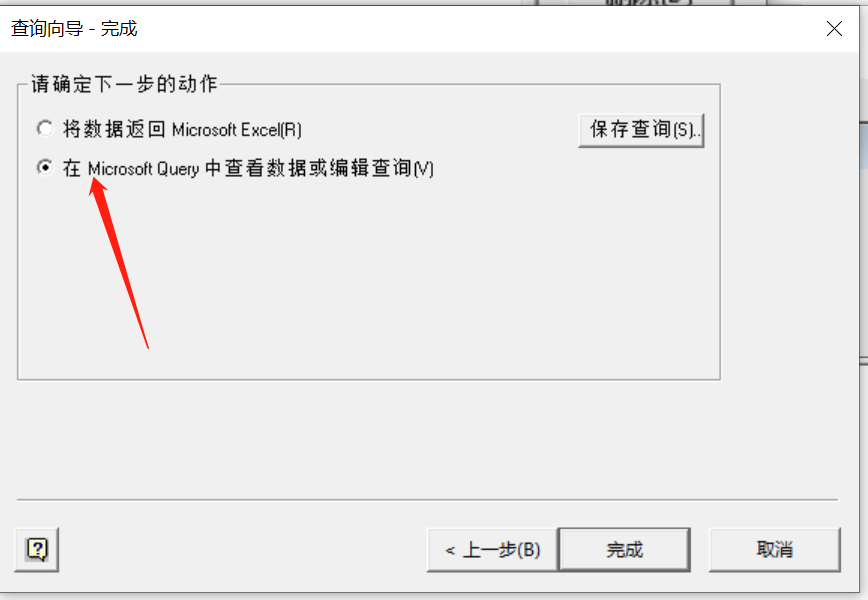 查询向导 - 完成
请确定下一步的动作
将数据返回 Microsoft Excel(R)
保存查询(S)..
在 Microsoft Query 中查看数据或编辑查询(V)
< 上一步(B)
完成
取消